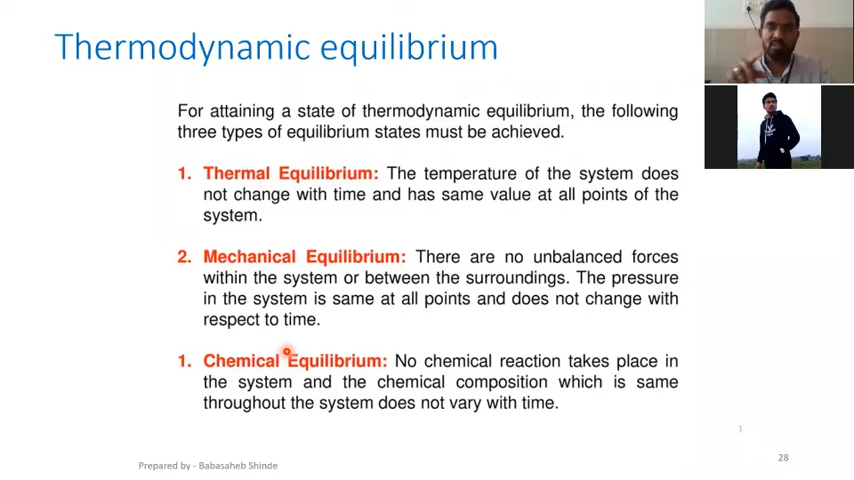 Thermodynamic equilibrium
For attaining a state of thermodynamic equilibrium, the following
three types of equilibrium states must be achieved.
1. Thermal Equilibrium: The temperature of the system does
not change with time and has same value at all points of the
system.
2. Mechanical Equilibrium: There are no unbalanced forces
within the system or between the surroundings. The pressure
in the system is same at all points and does not change with
respect to time.
1. Chemical Equilibrium: No chemical reaction takes place in
the system and the chemical composition which is same
throughout the system does not vary with time.
1
28
Prepared by - Babasaheb Shinde